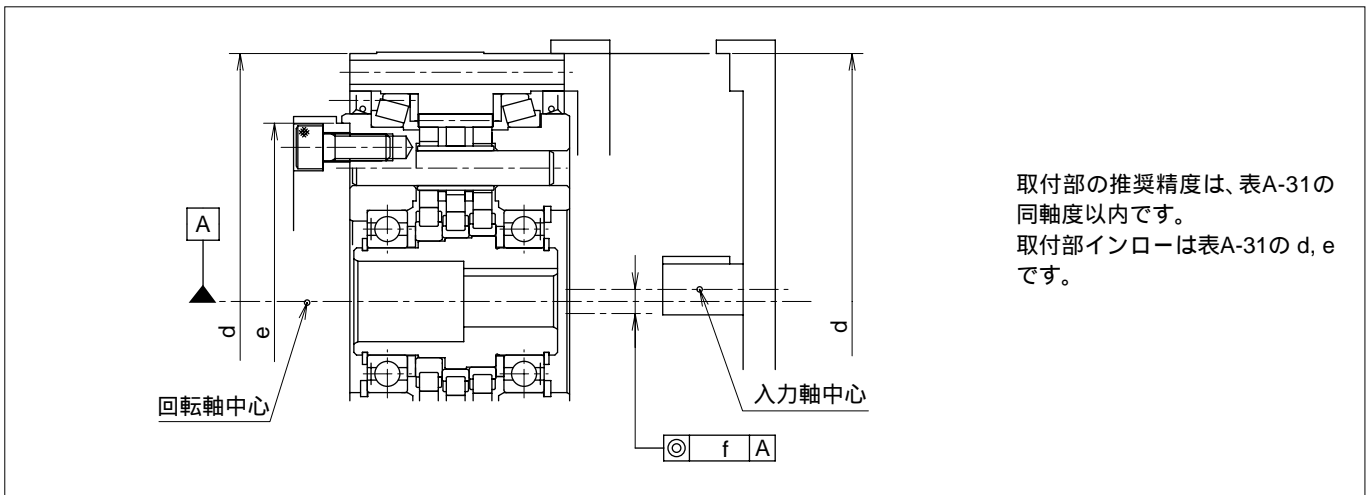 取付部の推奨精度は、表A-31の
同軸度以内です。
取付部インローは表A-31の d, e
です。
A
d
e
d
回転軸中心
入力軸中心
◎ f A